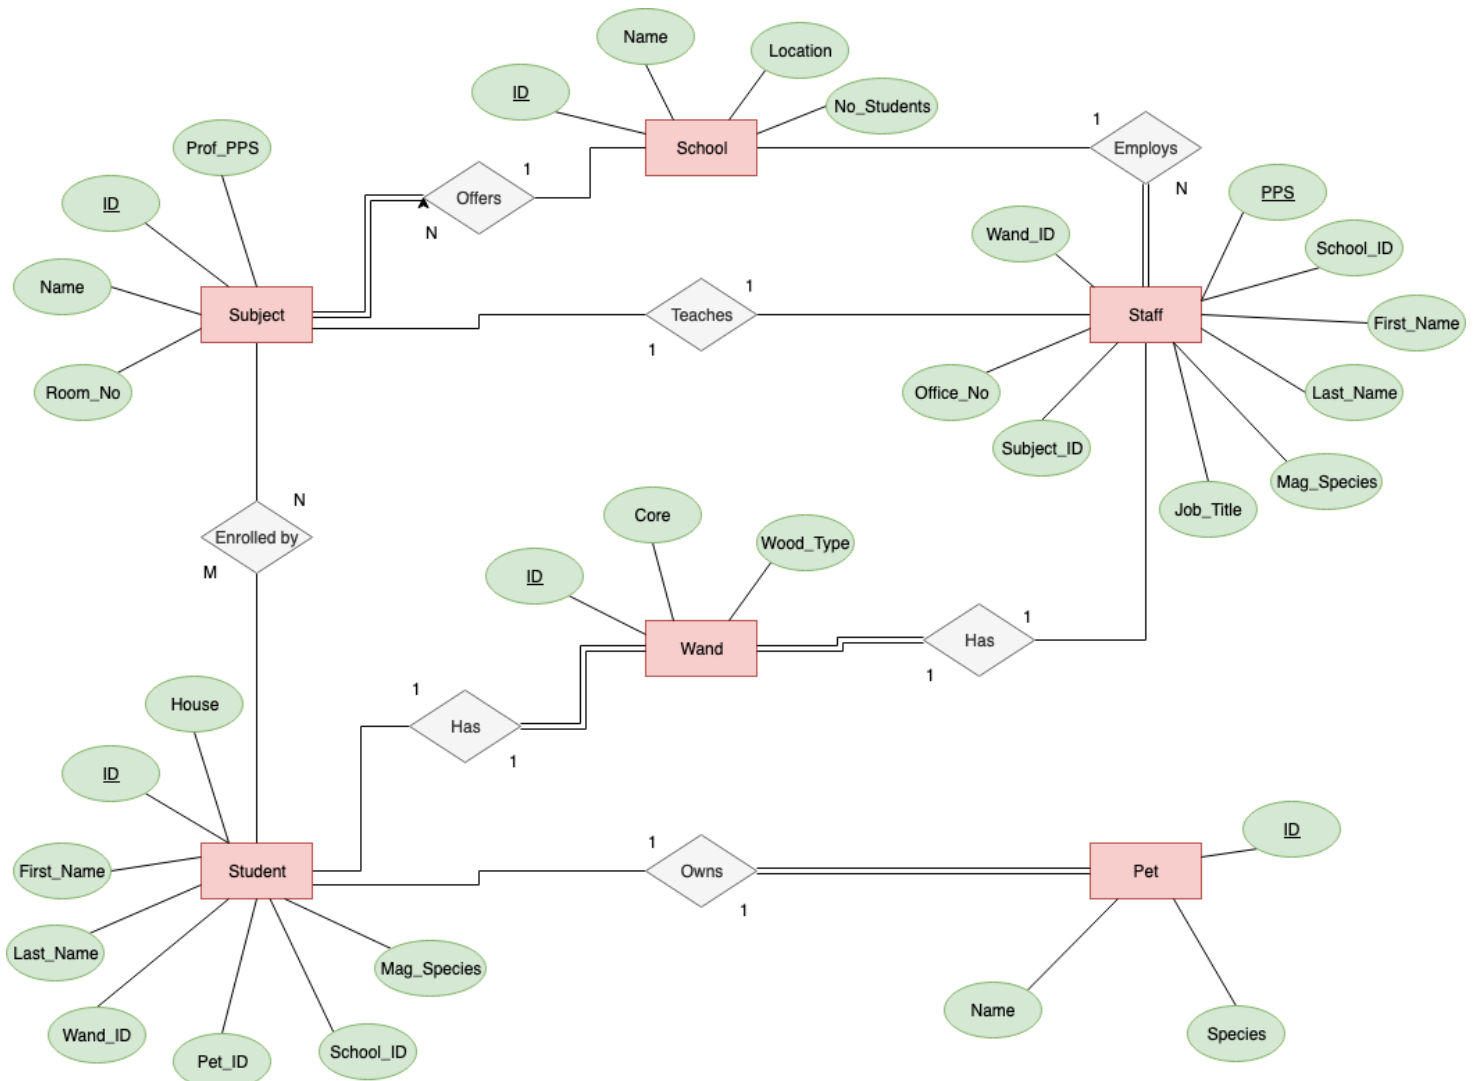 Name
Location
ID
No_Students
School
1
Employs
N
Prof_PPS
ID
Name
Subject
Room_No
Offers
1
N
Teaches
1
1
PPS
Wand_ID
School_ID
Staff
First_Name
Office_No
Last_Name
Subject_ID
Mag_Species
Job_Title
N
Enrolled by
M
Core
Wood_Type
ID
Wand
Has
1
1
1
Has
1
House
ID
First_Name
Student
Last_Name
Mag_Species
Wand_ID
Pet_ID
School_ID
1
Owns
1
Pet
ID
Name
Species